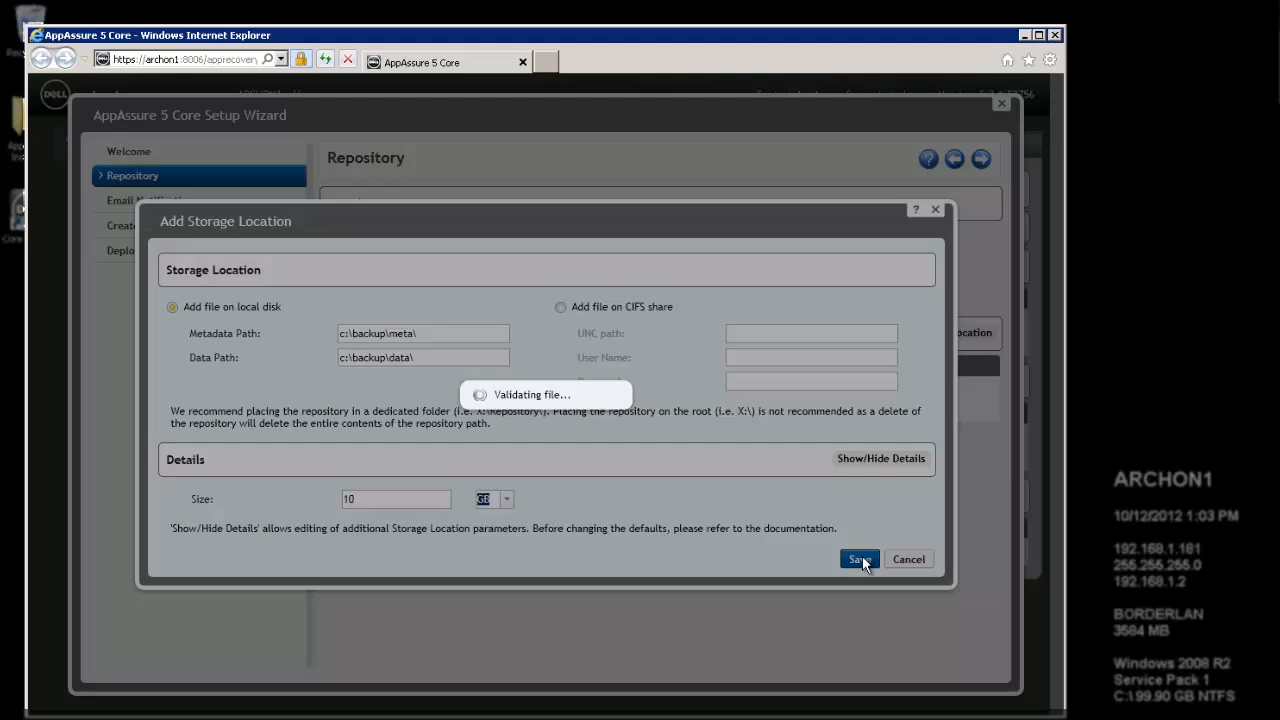 AppAssure 5 Core - Windows Internet Explorer
https://archon1:8006/apprecovery
AppAssure 5 Core
DELL
AppAssure 5 Core Setup Wizard
Welcome
Repository
Repository
Add Storage Location
Storage Location
Add file on local disk
Add file on CIFS share
Metadata Path: c:\backup\meta\
UNC path:
Data Path: c:\backup\data\
User Name:
Validating file...
We recommend placing the repository in a dedicated folder (i.e. X:\Repository\). Placing the repository on the root (i.e. X:\) is not recommended as a delete of
the repository will delete the entire contents of the repository path.
Details
Show/Hide Details
Size: 10 GB
'Show/Hide Details' allows editing of additional Storage Location parameters. Before changing the defaults, please refer to the documentation.
Save Cancel
ARCHON1
10/12/2012 1:03 PM
192.168.1.181
255.255.255.0
192.168.1.2
BORDERLAN
3584 MB
Windows 2008 R2
Service Pack 1
C:\ 99.90 GB NTFS